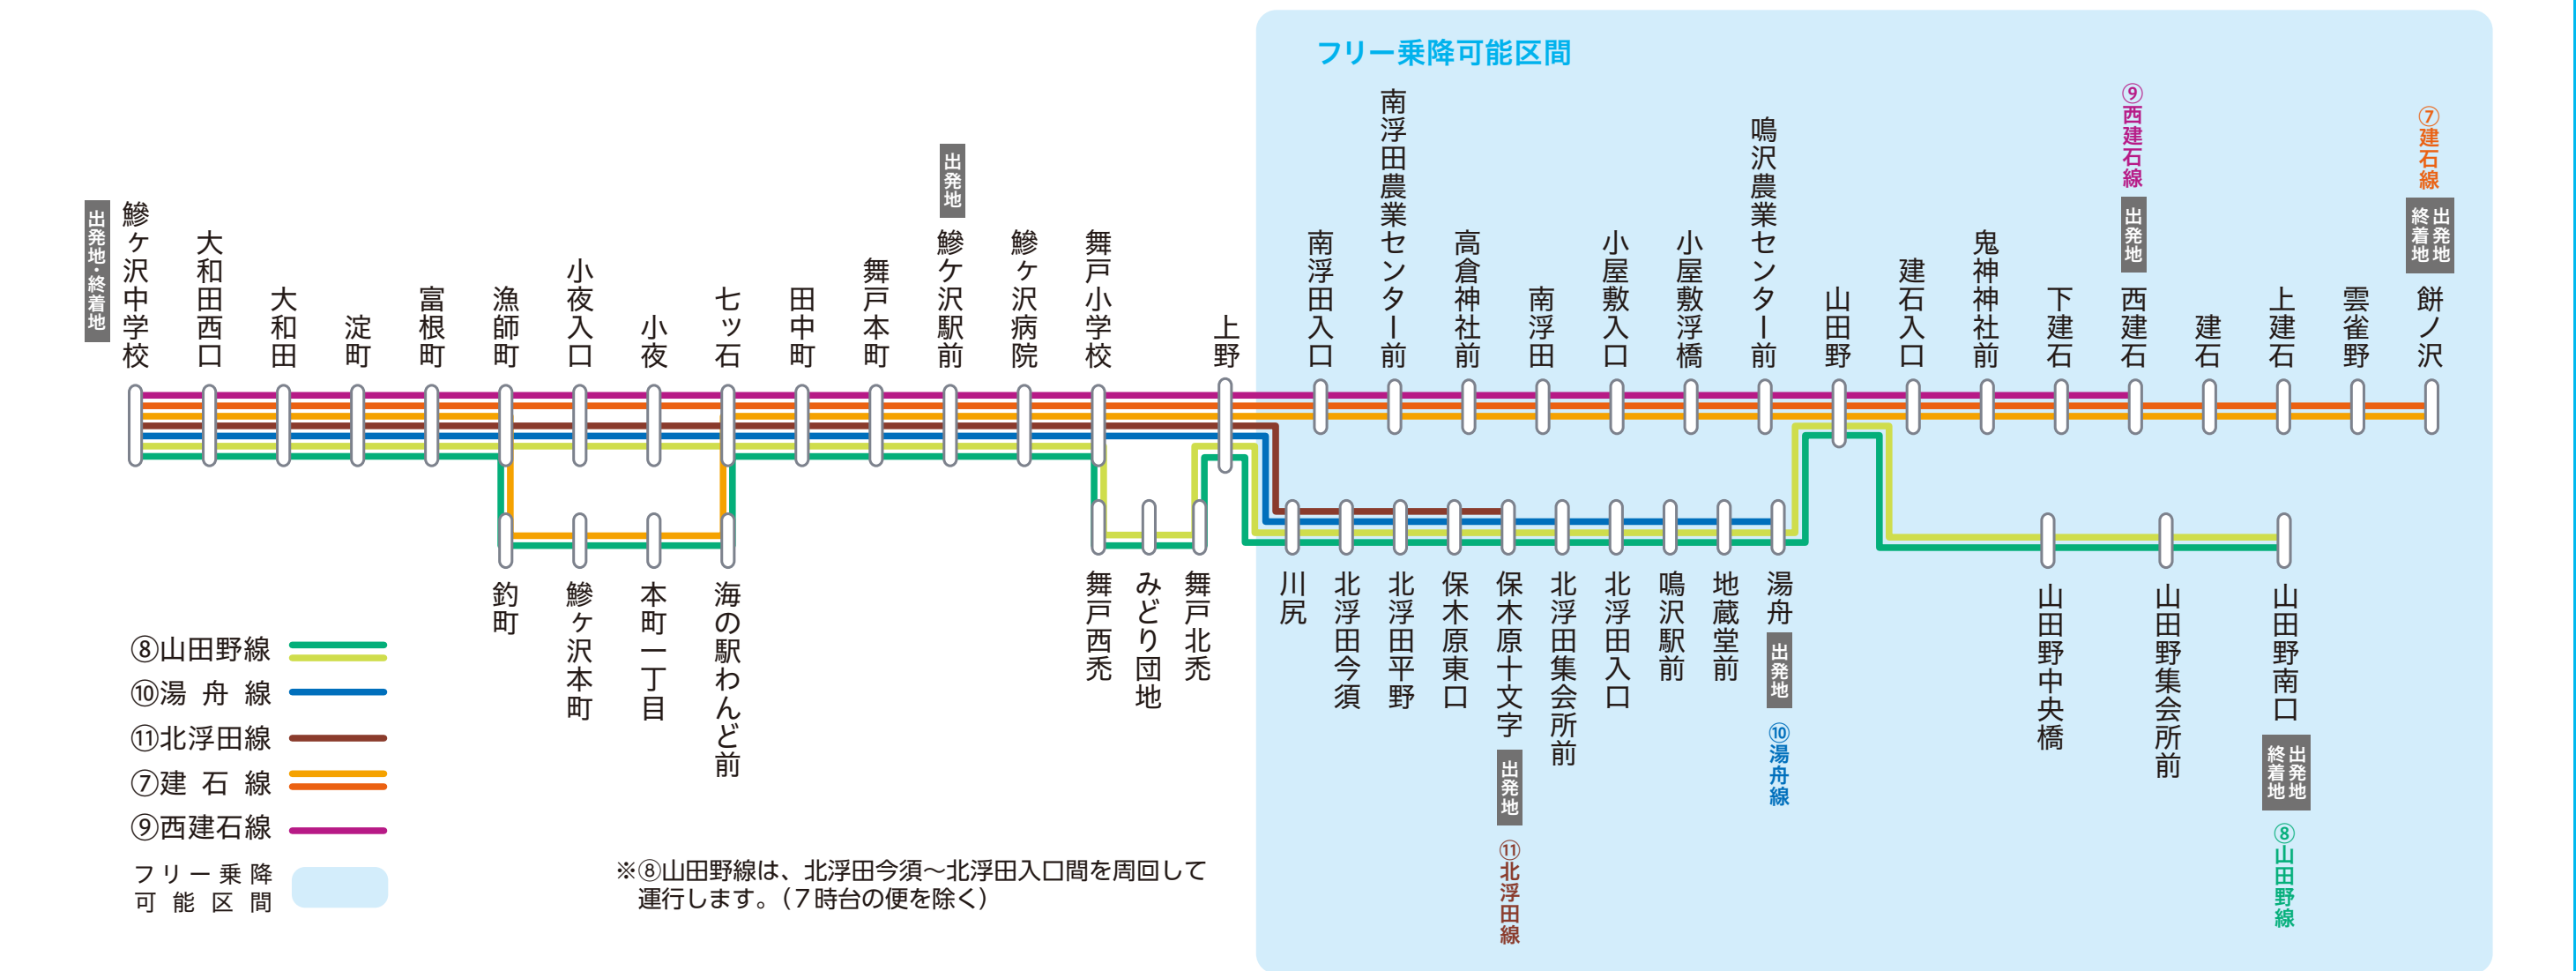 フリー乗降可能区間
出発地・終着地
鰺ヶ沢中学校
大和田西口
大和田
淀町
富根町
漁師町
小夜入口
小夜
七ッ石
田中町
舞戸本町
出発地
鰺ケ沢駅前
鰺ヶ沢病院
舞戸小学校
上野
南浮田入口
南浮田農業センター前
高倉神社前
南浮田
小屋敷入口
小屋敷浮橋
鳴沢農業センター前
山田野
建石入口
鬼神神社前
下建石
⑨西建石線
出発地
西建石
建石
上建石
雲雀野
⑦建石線
出発地
終着地
餅ノ沢
釣町
鰺ヶ沢本町
本町一丁目
海の駅わんど前
舞戸西禿
みどり団地
舞戸北禿
川尻
北浮田今須
北浮田平野
保木原東口
保木原十文字
出発地
⑪北浮田線
北浮田集会所前
北浮田入口
鳴沢駅前
地蔵堂前
湯舟
出発地
⑩湯舟線
山田野中央橋
山田野集会所前
山田野南口
出発地
終着地
⑧山田野線
⑧山田野線
⑩湯舟線
⑪北浮田線
⑦建石線
⑨西建石線
フリー乗降
可能区間
※⑧山田野線は、北浮田今須～北浮田入口間を周回して
運行します。（７時台の便を除く）